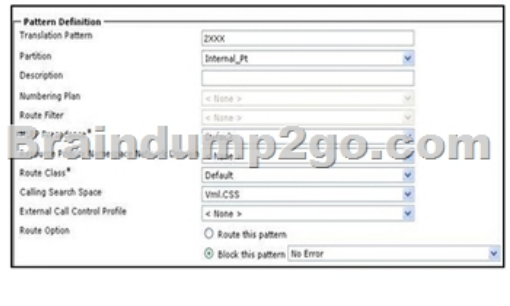 Pattern Definition
Translation Pattern 2XXX
Partition Internal_Pt
Description
Numbering Plan < None >
Route Filter < None >
Braindump2go.com
Route Class* Default
Calling Search Space Vml.CSS
External Call Control Profile < None >
Route Option Route this pattern
Block this pattern No Error